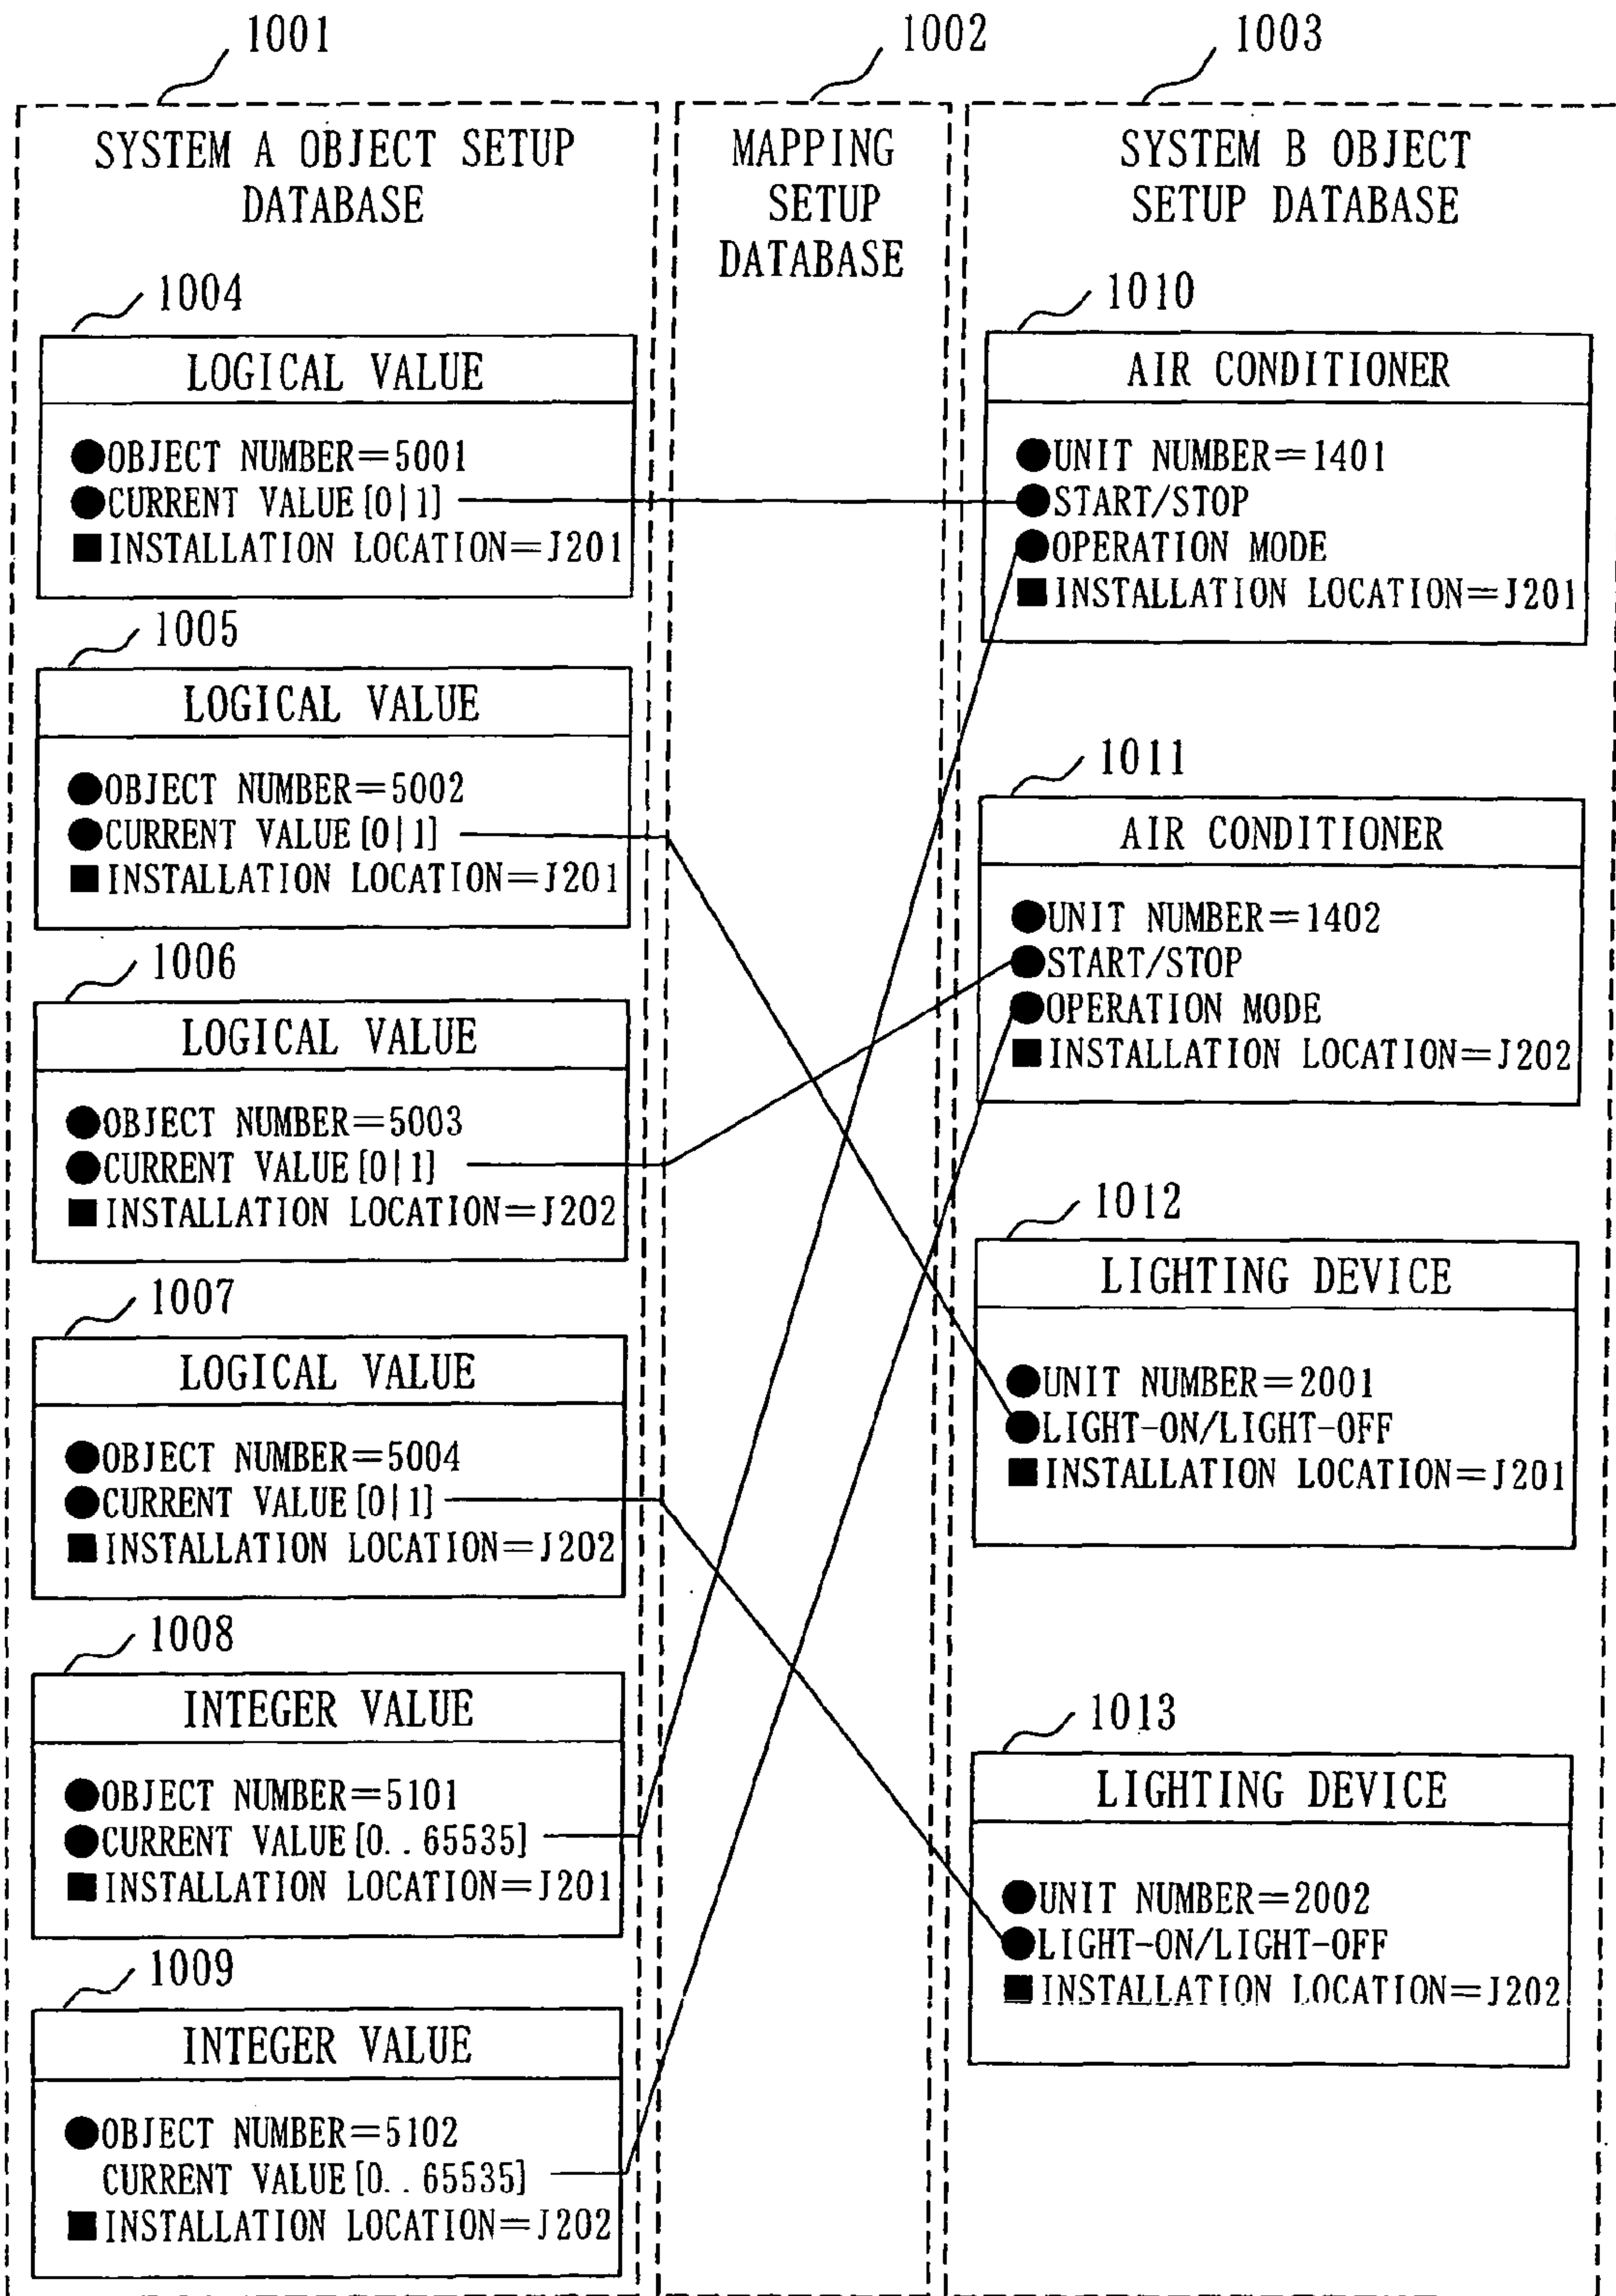 1001
1002
1003
SYSTEM A OBJECT SETUP
DATABASE
MAPPING
SETUP
DATABASE
SYSTEM B OBJECT
SETUP DATABASE
1004
LOGICAL VALUE
●OBJECT NUMBER=5001
●CURRENT VALUE[0|1]
■INSTALLATION LOCATION=J201
1005
LOGICAL VALUE
●OBJECT NUMBER=5002
●CURRENT VALUE[0|1]
■INSTALLATION LOCATION=J201
1006
LOGICAL VALUE
●OBJECT NUMBER=5003
●CURRENT VALUE[0|1]
■INSTALLATION LOCATION=J202
1007
LOGICAL VALUE
●OBJECT NUMBER=5004
●CURRENT VALUE[0|1]
■INSTALLATION LOCATION=J202
1008
INTEGER VALUE
●OBJECT NUMBER=5101
●CURRENT VALUE[0..65535]
■INSTALLATION LOCATION=J201
1009
INTEGER VALUE
●OBJECT NUMBER=5102
CURRENT VALUE[0..65535]
■INSTALLATION LOCATION=J202
1010
AIR CONDITIONER
●UNIT NUMBER=1401
●START/STOP
●OPERATION MODE
■INSTALLATION LOCATION=J201
1011
AIR CONDITIONER
●UNIT NUMBER=1402
●START/STOP
●OPERATION MODE
■INSTALLATION LOCATION=J202
1012
LIGHTING DEVICE
●UNIT NUMBER=2001
●LIGHT-ON/LIGHT-OFF
■INSTALLATION LOCATION=J201
1013
LIGHTING DEVICE
●UNIT NUMBER=2002
●LIGHT-ON/LIGHT-OFF
■INSTALLATION LOCATION=J202